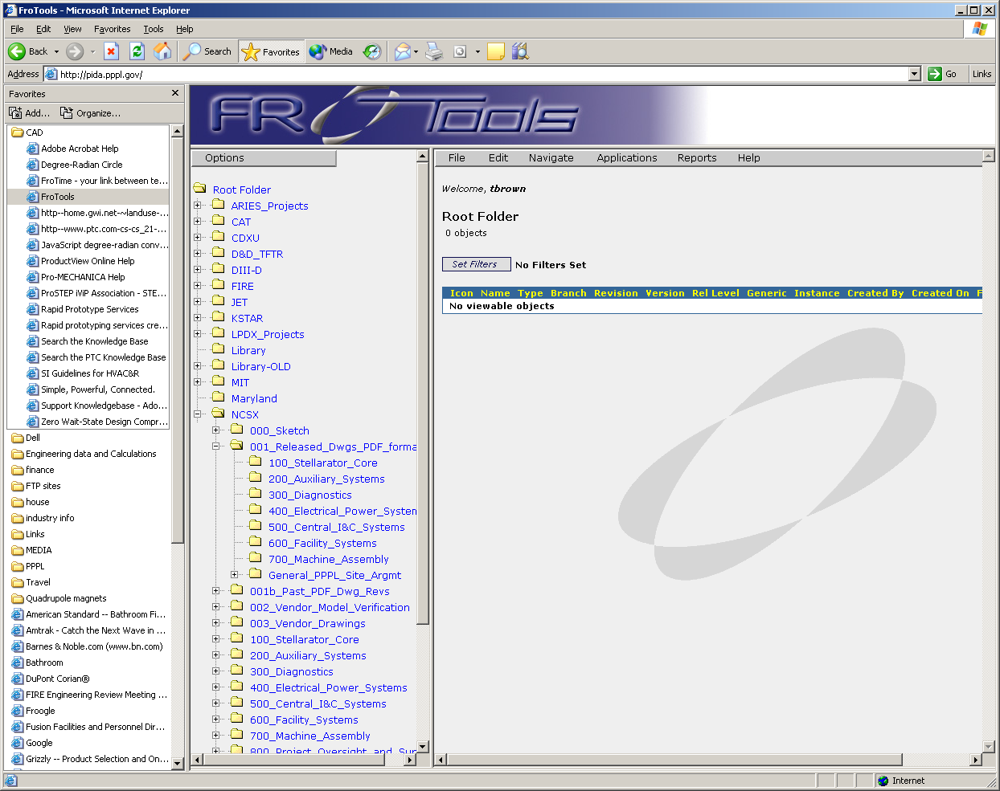 FroTools - Microsoft Internet Explorer
File Edit View Favorites Tools Help
Back Search Favorites Media
Address http://pida.pppl.gov/ Go Links
Favorites
Add... Organize...
CAD
Adobe Acrobat Help
Degree-Radian Circle
FroTime - your link between te...
FroTools
http--home.gwi.net-~landuse-...
http--www.ptc.com-cs-cs_21-...
JavaScript degree-radian conv...
ProductView Online Help
Pro-MECHANICA Help
ProSTEP iViP Association - STE...
Rapid Prototype Services
Rapid prototyping services cre...
Search the Knowledge Base
Search the PTC Knowledge Base
SI Guidelines for HVAC&R
Simple, Powerful, Connected.
Support Knowledgebase - Ado...
Zero Wait-State Design Compr...
Dell
Engineering data and Calculations
finance
FTP sites
house
industry info
Links
MEDIA
PPPL
Travel
Quadrupole magnets
American Standard -- Bathroom Fi...
Amtrak - Catch the Next Wave in ...
Barnes & Noble.com (www.bn.com)
Bathroom
DuPont Corian®
FIRE Engineering Review Meeting ...
Froogle
Fusion Facilities and Personnel Dir...
Google
Grizzly -- Product Selection and On...
FROTools
Options
Root Folder
ARIES_Projects
CAT
CDXU
D&D_TFTR
DIII-D
FIRE
JET
KSTAR
LPDX_Projects
Library
Library-OLD
MIT
Maryland
NCSX
000_Sketch
001_Released_Dwgs_PDF_forma
100_Stellarator_Core
200_Auxiliary_Systems
300_Diagnostics
400_Electrical_Power_System
500_Central_I&C_Systems
600_Facility_Systems
700_Machine_Assembly
General_PPPL_Site_Argmt
001b_Past_PDF_Dwg_Revs
002_Vendor_Model_Verification
003_Vendor_Drawings
100_Stellarator_Core
200_Auxiliary_Systems
300_Diagnostics
400_Electrical_Power_Systems
500_Central_I&C_Systems
600_Facility_Systems
700_Machine_Assembly
800_Project_Oversight_and_Sup
File Edit Navigate Applications Reports Help
Welcome, tbrown
Root Folder
0 objects
Set Filters No Filters Set
Icon Name Type Branch Revision Version Rel Level Generic Instance Created By Created On F
No viewable objects
Internet